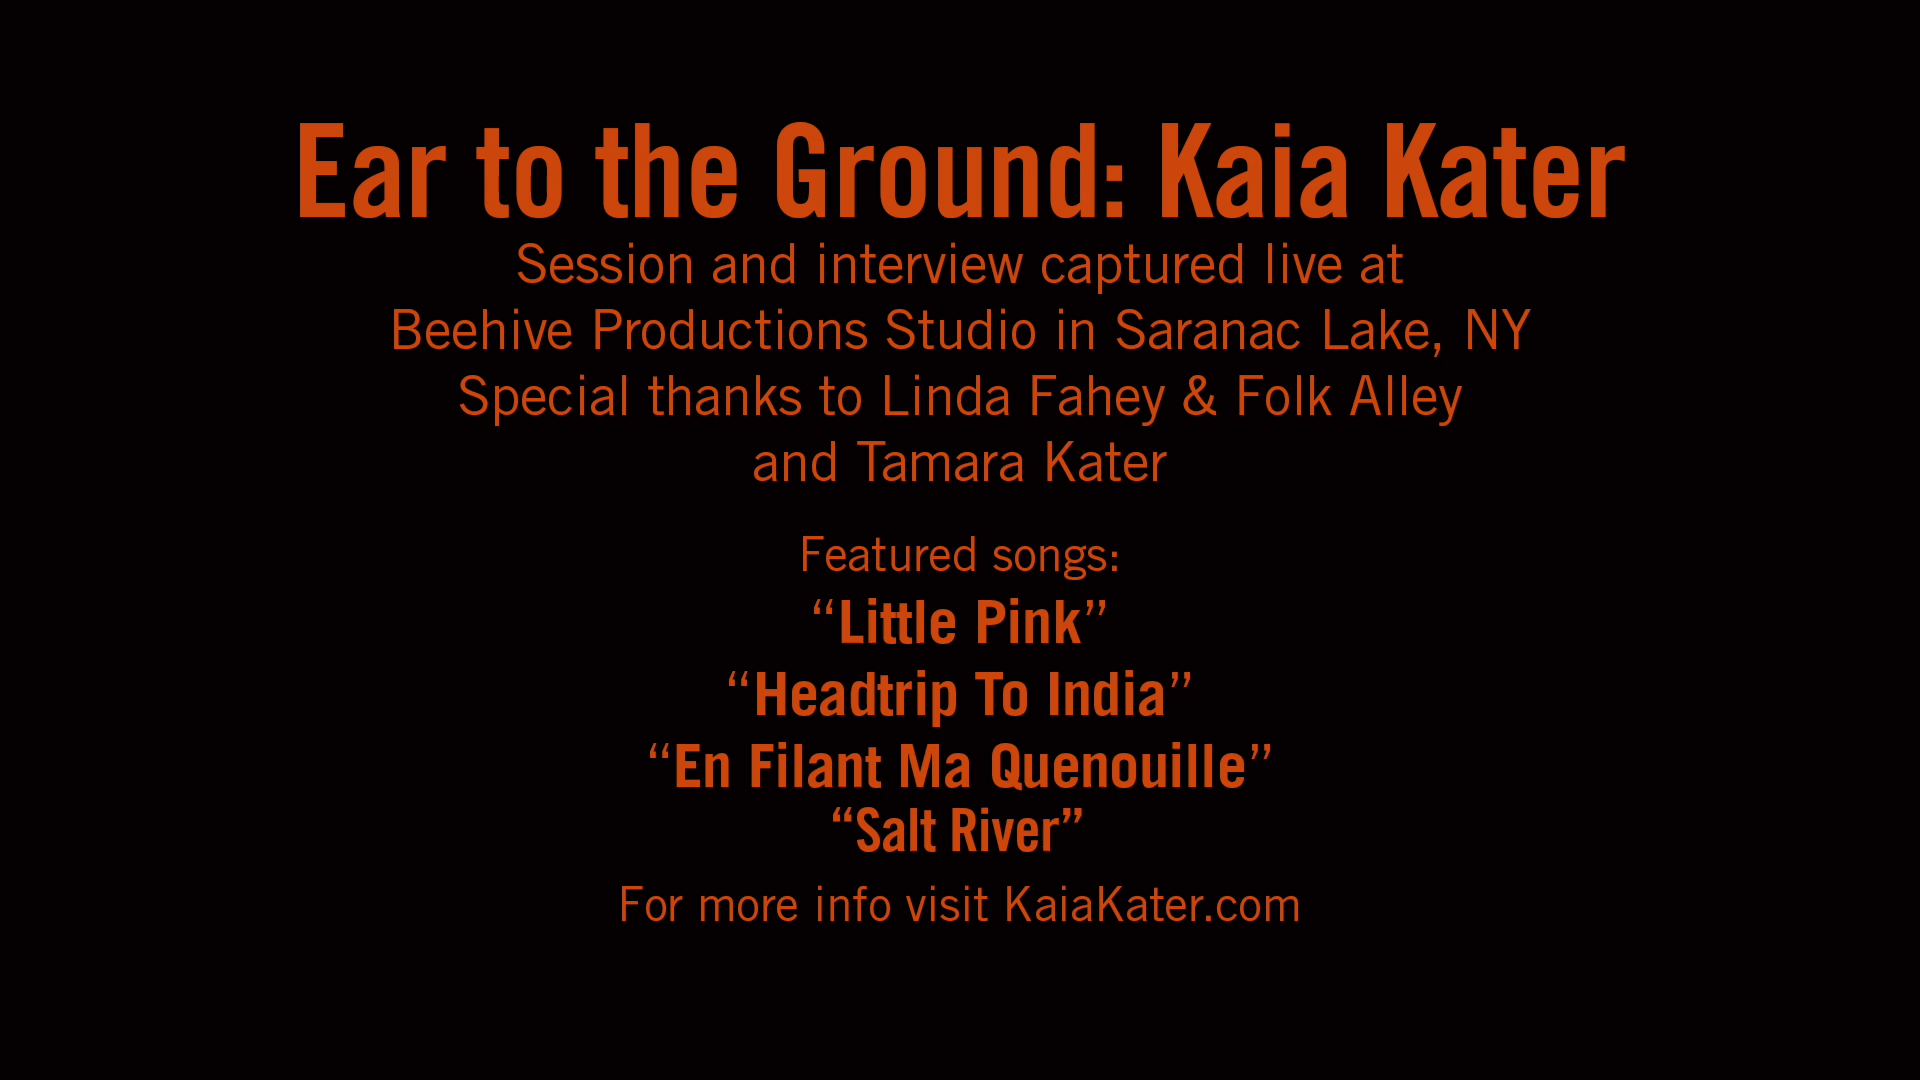 Ear to the Ground: Kaia Kater
Session and interview captured live at
Beehive Productions Studio in Saranac Lake, NY
Special thanks to Linda Fahey & Folk Alley
and Tamara Kater
Featured songs:
“Little Pink”
“Headtrip To India”
“En Filant Ma Quenouille”
“Salt River”
For more info visit KaiaKater.com